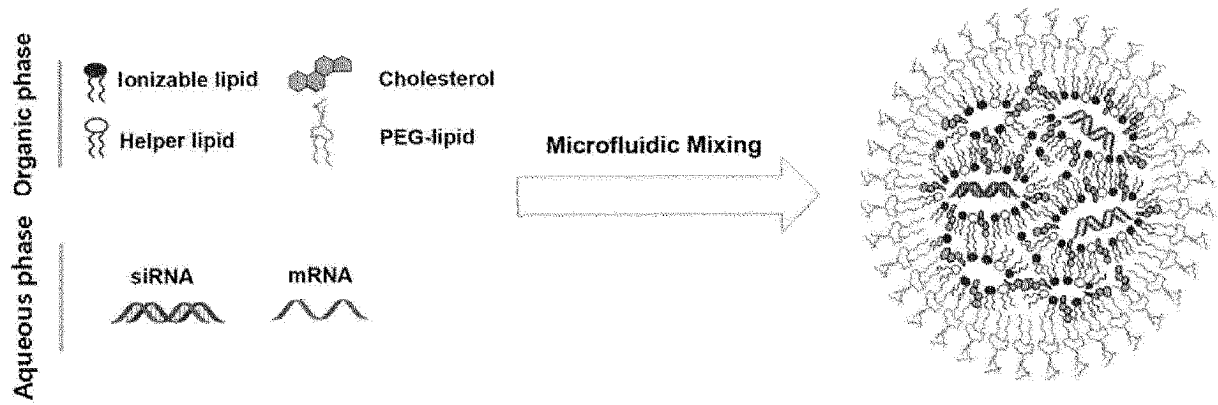 Organic phase
Ionizable lipid
Cholesterol
Helper lipid
PEG-lipid
Microfluidic Mixing
Aqueous phase
siRNA
mRNA